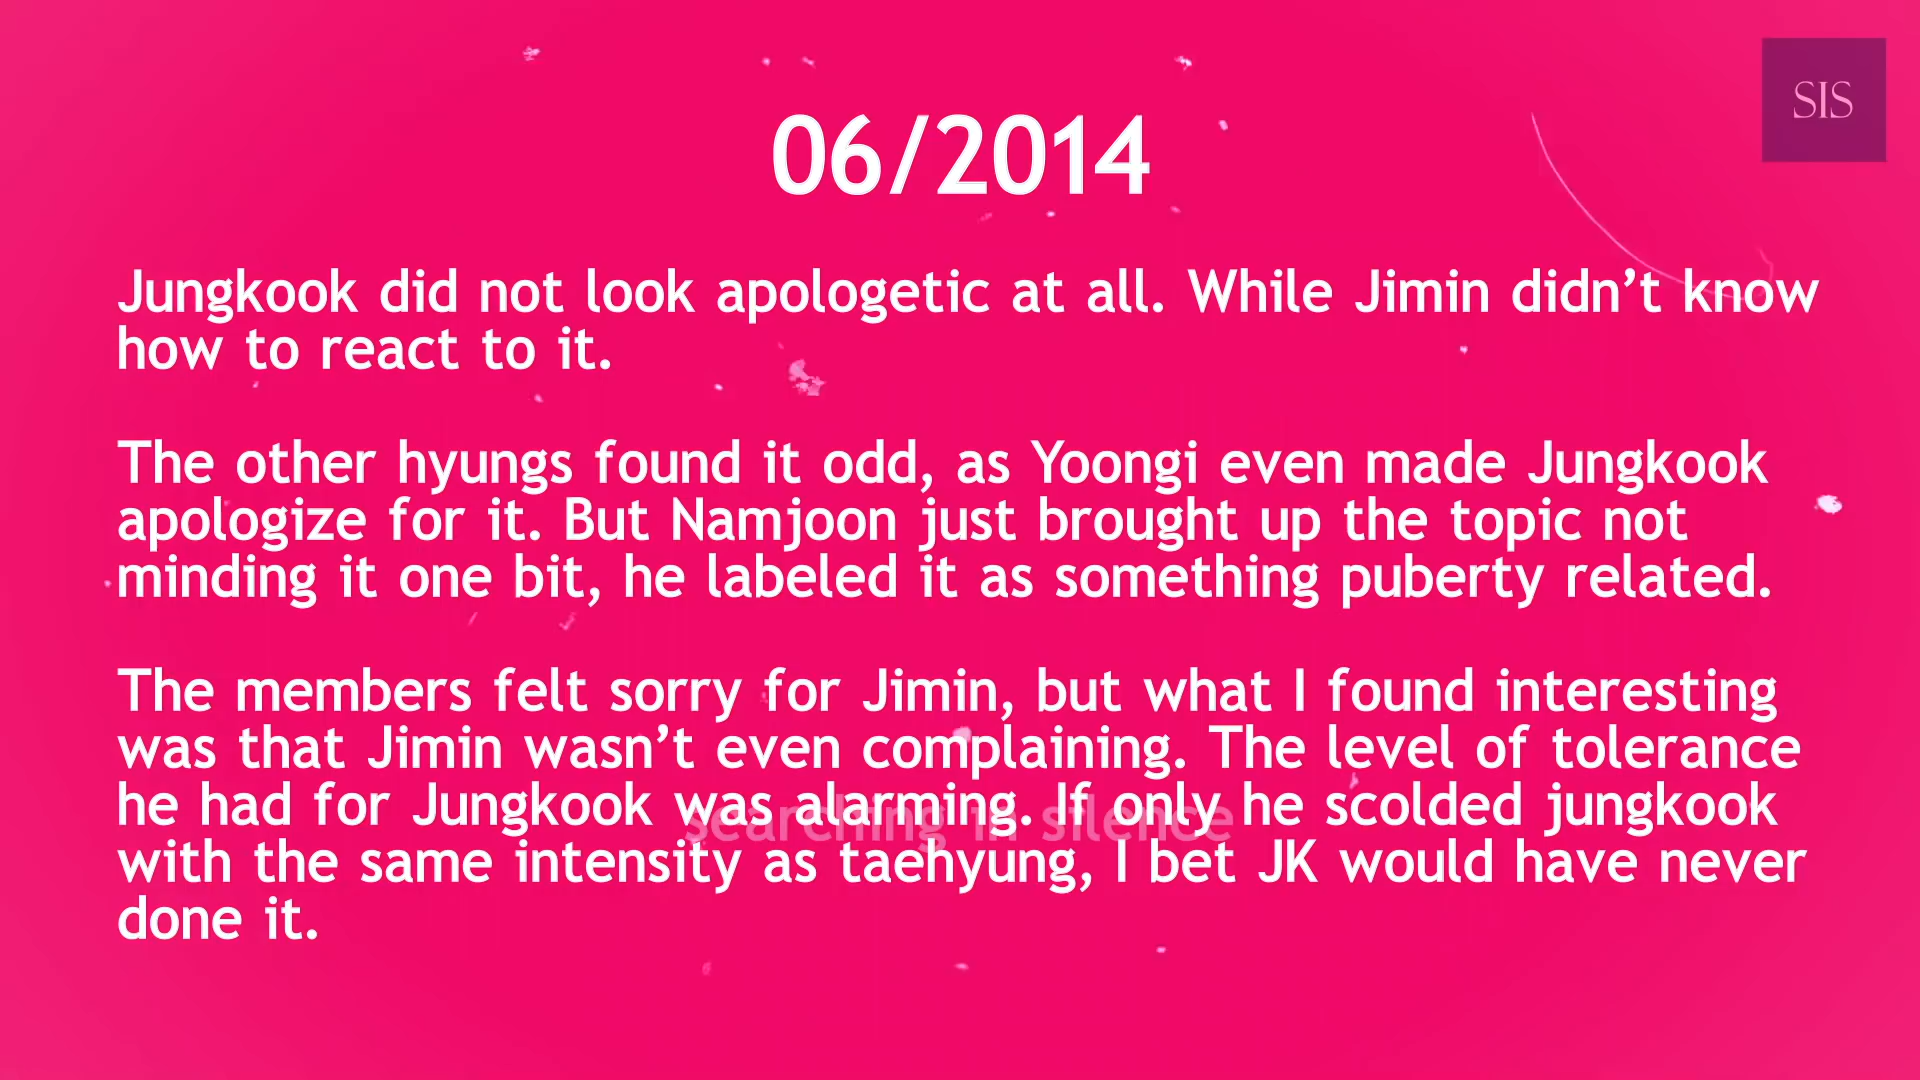 SIS
06/2014
Jungkook did not look apologetic at all. While Jimin didn’t know
how to react to it.
The other hyungs found it odd, as Yoongi even made Jungkook
apologize for it. But Namjoon just brought up the topic not
minding it one bit, he labeled it as something puberty related.
The members felt sorry for Jimin, but what I found interesting
was that Jimin wasn’t even complaining. The level of tolerance
he had for Jungkook was alarming. If only he scolded jungkook
searching in silence
with the same intensity as taehyung, I bet JK would have never
done it.